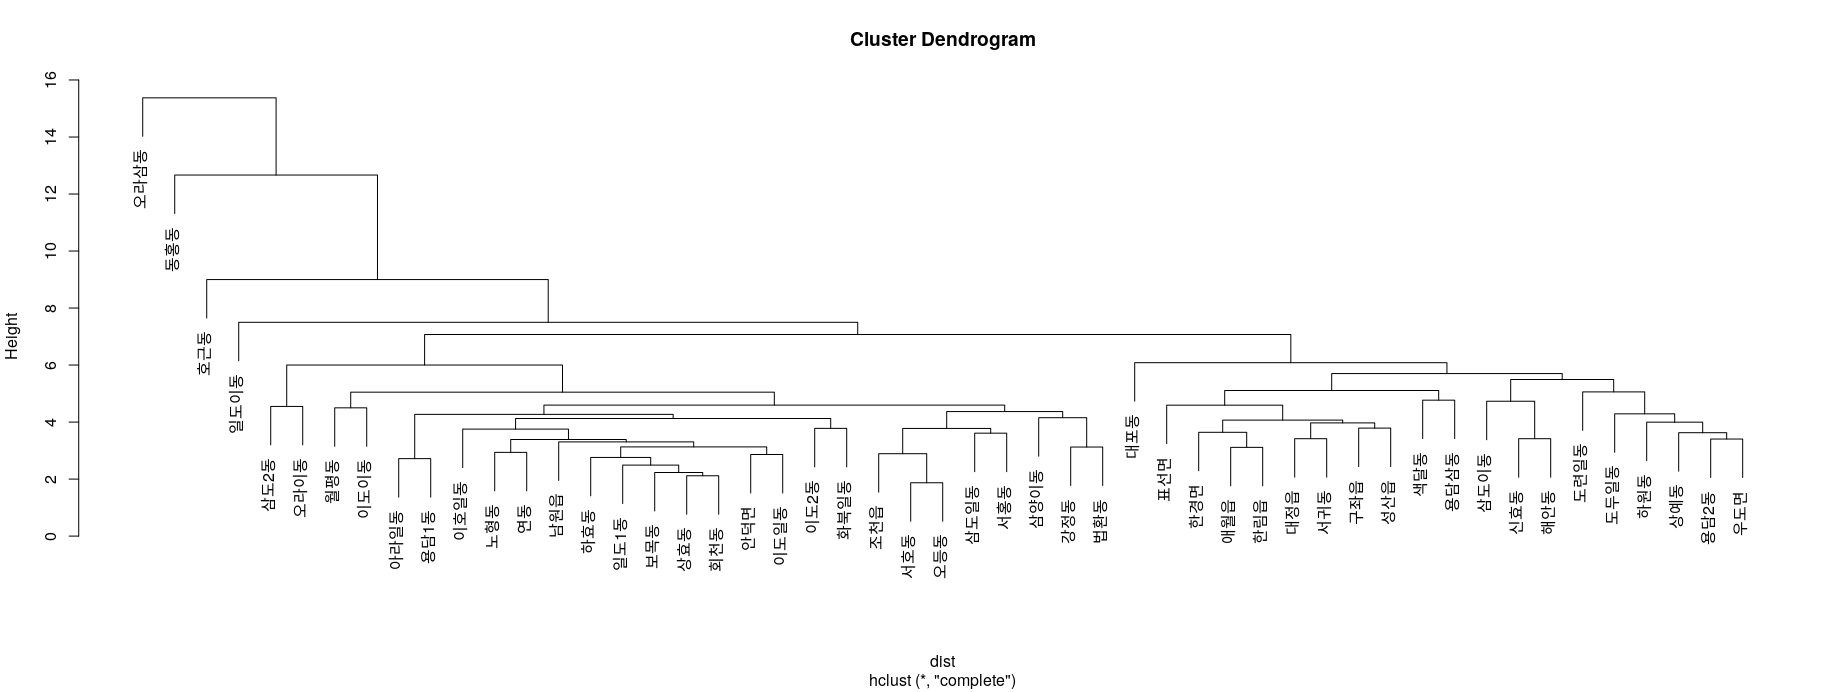 Cluster Dendrogram
Height
16
14
12
10
8
6
4
2
0
오라삼동
동홍동
호근동
일도이동
삼도2동
오라이동
월평동
이도이동
아라일동
용담1동
이호일동
노형동
연동
남원읍
하효동
일도1동
보목동
상효동
회천동
안덕면
이도일동
이도2동
화북일동
조천읍
서호동
오등동
삼도일동
서홍동
삼양이동
강정동
법환동
대포동
표선면
한경면
애월읍
한림읍
대정읍
서귀동
구좌읍
성산읍
색달동
용담삼동
삼도이동
신효동
해안동
도련일동
도두일동
하원동
상예동
용담2동
우도면
dist
hclust (*, "complete")